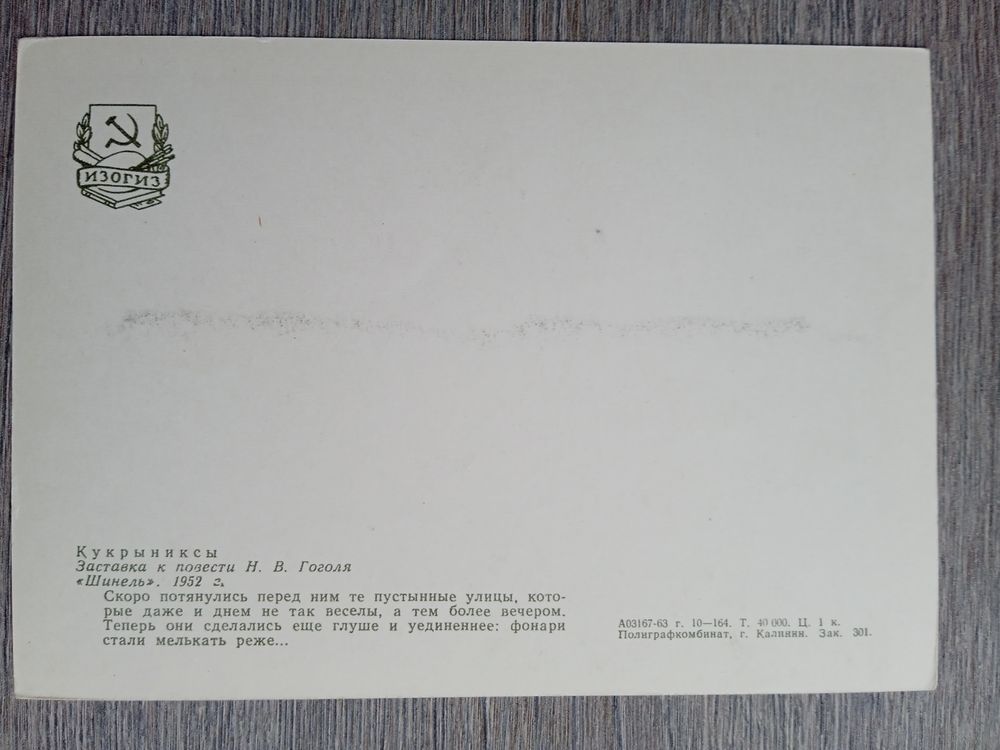 ИЗОГИЗ
Кукрыниксы
Заставка к повести Н. В. Гоголя
«Шинель». 1952 г.
Скоро потянулись перед ним те пустынные улицы, кото-
рые даже и днем не так веселы, а тем более вечером.
Теперь они сделались еще глуше и уединеннее: фонари
стали мелькать реже...
А03167-63 г. 10—164. Т. 40 000. Ц. 1 к.
Полиграфкомбинат, г. Калинин. Зак. 301.